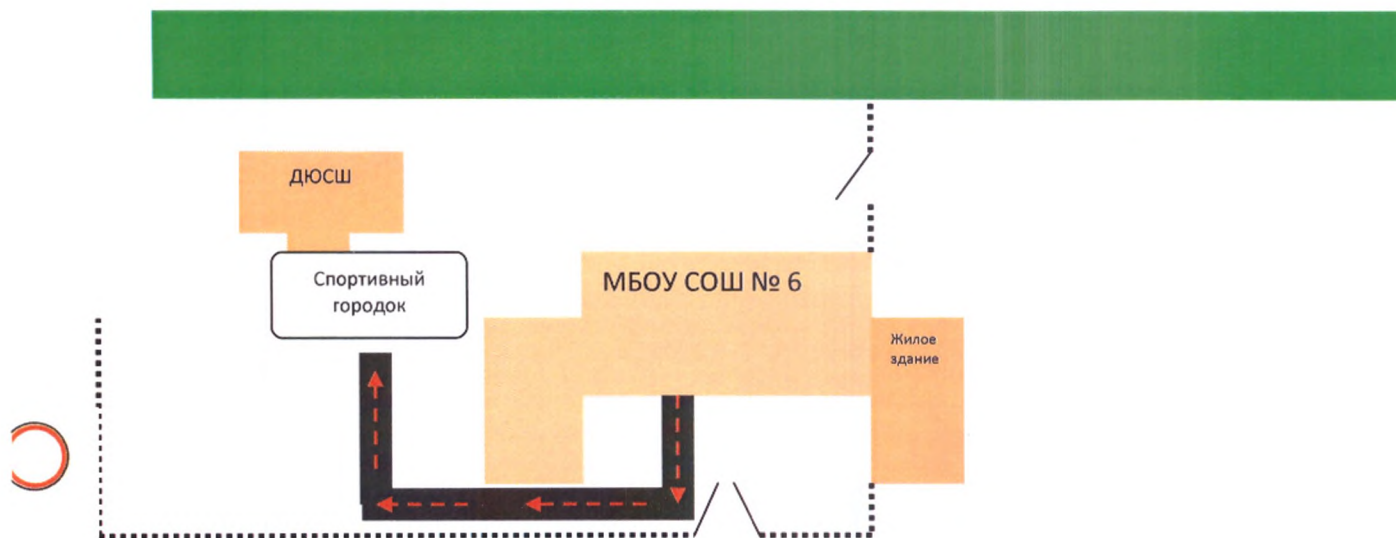 ДЮСШ
Спортивный
городок
МБОУ СОШ № 6
Жилое
здание